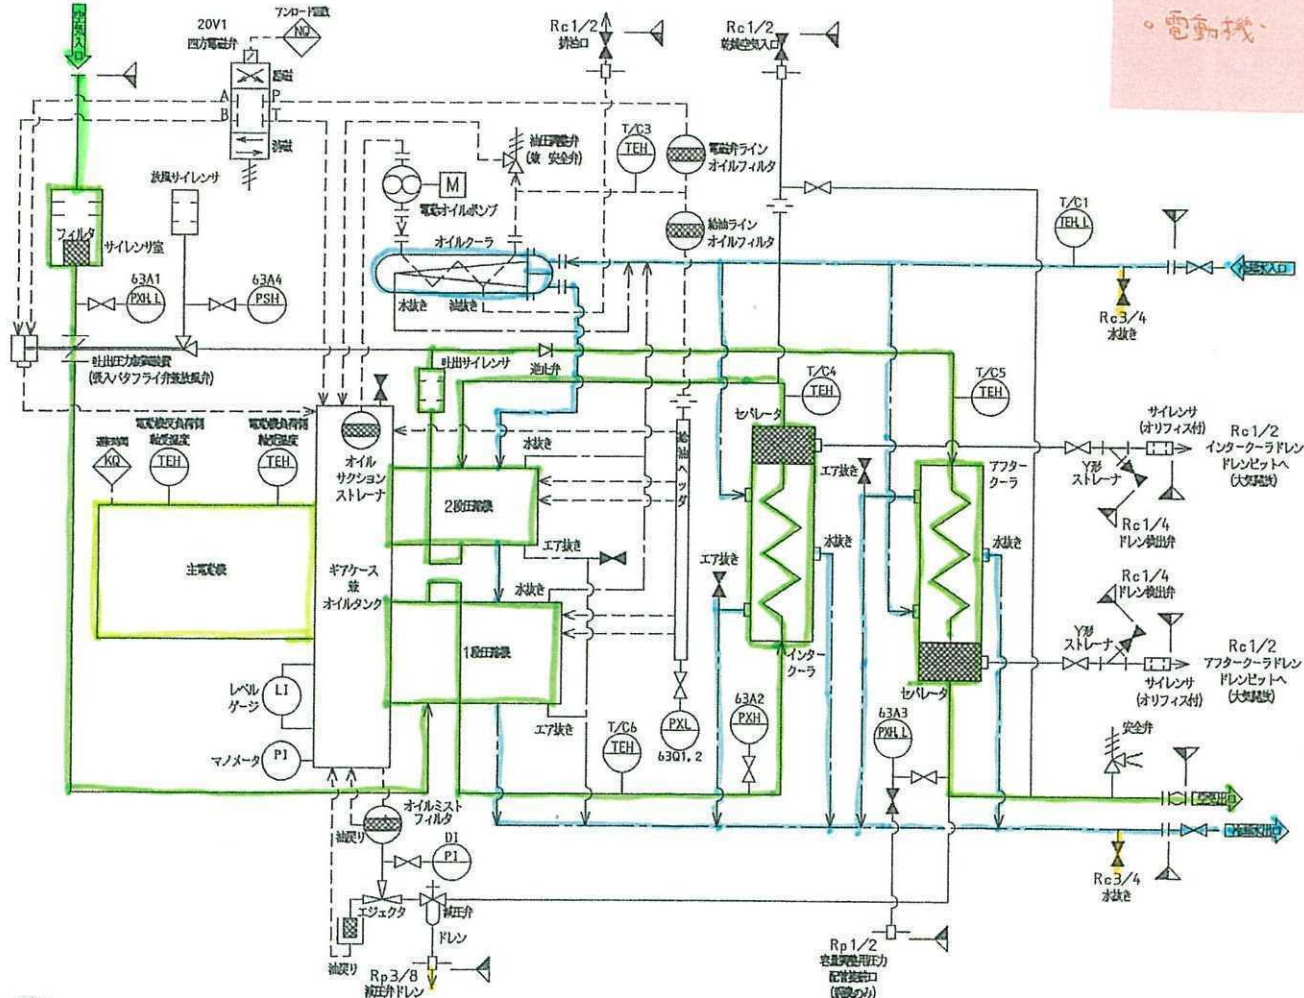 空気入口
20V1
四方電磁弁
アンロード回数
NQ
励磁
消磁
A
B
P
T
Rc1/2
排油口
Rc1/2
乾燥空気入口
。電動機.
放風サイレンサ
フィルタ
サイレンサ室
63A1
PXH,L
63A4
PSH
油圧調整弁
(兼 安全弁)
M
電動オイルポンプ
T/C3
TEH
電磁弁ライン
オイルフィルタ
給油ライン
オイルフィルタ
T/C1
TEH,L
オイルクーラ
水抜き
油抜き
Rc3/4
水抜き
(吸入バタフライ弁兼放風弁)
吐出サイレンサ
逆止弁
T/C4
TEH
T/C5
TEH
運転時間
KQ
電動機反負荷側
軸受温度
TEH
電動機負荷側
軸受温度
TEH
オイル
サクション
ストレーナ
水抜き
2段圧縮機
エア抜き
給油ヘッダ
セパレータ
エア抜き
エア抜き
水抜き
インター
クーラ
アフター
クーラ
水抜き
セパレータ
サイレンサ
(オリフィス付)
Rc1/2
インタークーラドレン
ドレンピットへ
(大気開放)
Y形
ストレーナ
Rc1/4
ドレン検出弁
Rc1/4
ドレン検出弁
Y形
ストレーナ
Rc1/2
アフタークーラドレン
ドレンピットへ
(大気開放)
サイレンサ
(オリフィス付)
主電動機
ギアケース
兼
オイルタンク
水抜き
1段圧縮機
エア抜き
レベル
ゲージ
LI
マノメータ
PI
T/C6
TEH
PXL
63Q1,2
63A2
PXH
63A3
PXH,L
安全弁
空気出口
冷却水出口
Rc3/4
水抜き
油戻り
オイルミスト
フィルタ
DI
PI
エジェクタ
減圧弁
ドレン
油戻り
Rp3/8
減圧弁ドレン
Rp1/2
容量調整用圧力
配管接続口